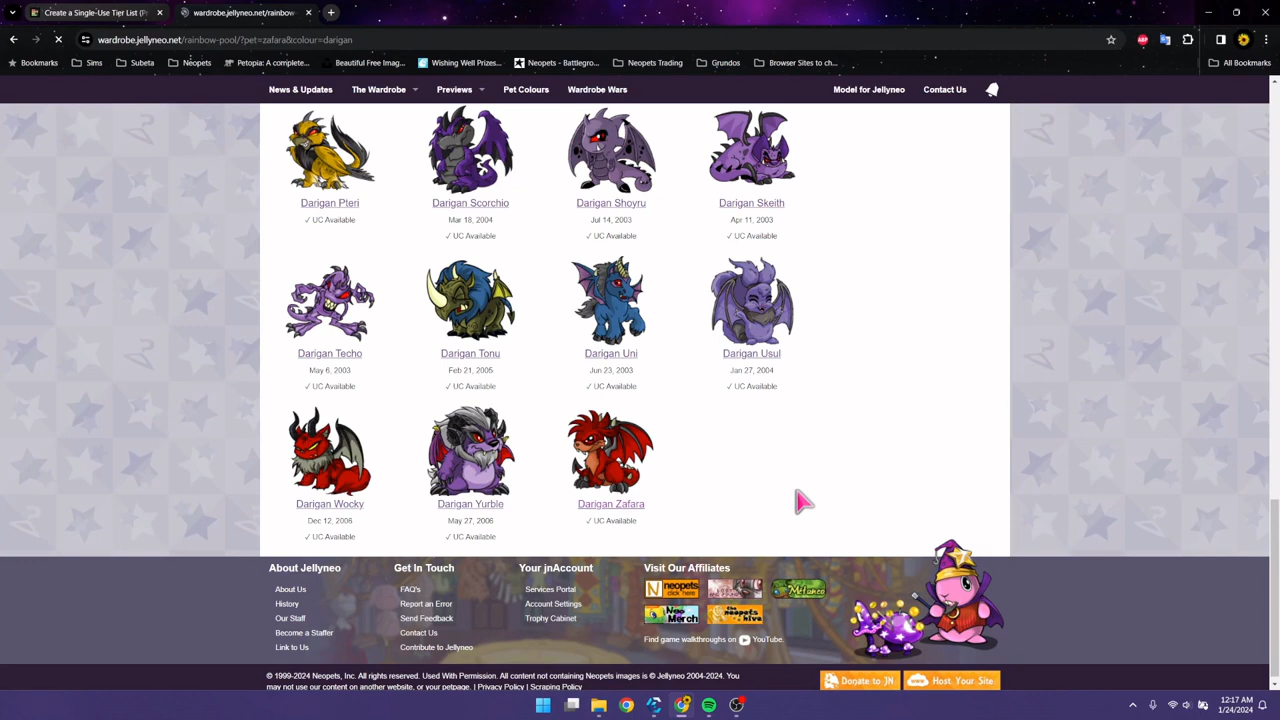 Create a Single-Use Tier List (P
wardrobe.jellyneo.net/rainbow-
wardrobe.jellyneo.net/rainbow-pool/?pet=zafara&colour=darigan
Bookmarks Sims Subeta Neopets Petopia: A complete... Beautiful Free Imag... Wishing Well Prizes... Neopets - Battlegro... Neopets Trading Grundos Browser Sites to ch... All Bookmarks
News & Updates The Wardrobe Previews Pet Colours Wardrobe Wars Model for Jellyneo Contact Us
Darigan Pteri Darigan Scorchio Darigan Shoyru Darigan Skeith
✓ UC Available Mar 18, 2004 Jul 14, 2003 Apr 11, 2003
✓ UC Available ✓ UC Available ✓ UC Available
Darigan Techo Darigan Tonu Darigan Uni Darigan Usul
May 6, 2003 Feb 21, 2005 Jun 23, 2003 Jan 27, 2004
✓ UC Available ✓ UC Available ✓ UC Available ✓ UC Available
Darigan Wocky Darigan Yurble Darigan Zafara
Dec 12, 2006 May 27, 2006 ✓ UC Available
✓ UC Available ✓ UC Available
About Jellyneo Get In Touch Your jnAccount Visit Our Affiliates
About Us FAQ's Services Portal neopets click here Mélanco
History Report an Error Account Settings
Our Staff Send Feedback Trophy Cabinet Neo Merch the neopets hive
Become a Staffer Contact Us Find game walkthroughs on YouTube.
Link to Us Contribute to Jellyneo
© 1999-2024 Neopets, Inc. All rights reserved. Used With Permission. All content not containing Neopets images is © Jellyneo 2004-2024. You
may not use our content on another website, or your petpage. | Privacy Policy | Scraping Policy
Donate to JN Host Your Site
12:17 AM
1/24/2024